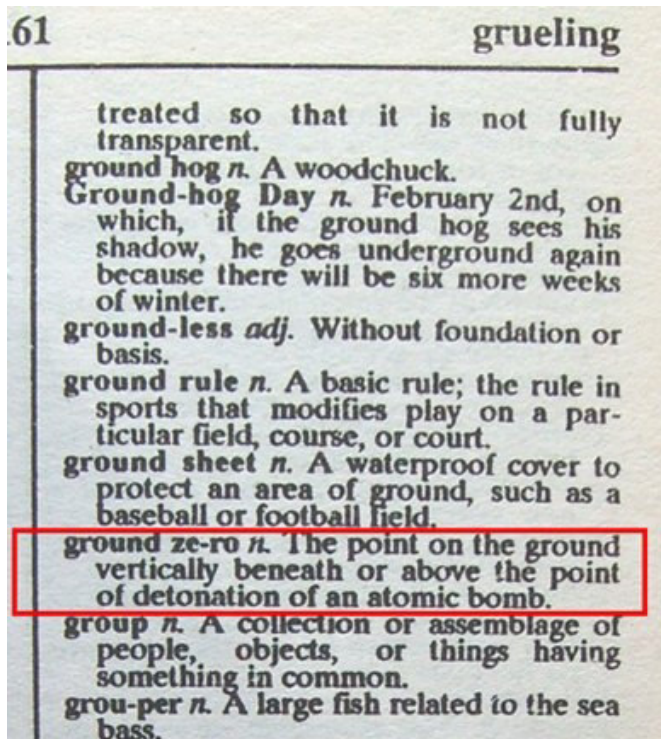 61 grueling
treated so that it is not fully
transparent.
ground hog n. A woodchuck.
Ground-hog Day n. February 2nd, on
which, if the ground hog sees his
shadow, he goes underground again
because there will be six more weeks
of winter.
ground-less adj. Without foundation or
basis.
ground rule n. A basic rule; the rule in
sports that modifies play on a par-
ticular field, course, or court.
ground sheet n. A waterproof cover to
protect an area of ground, such as a
baseball or football field.
ground ze-ro n. The point on the ground
vertically beneath or above the point
of detonation of an atomic bomb.
group n. A collection or assemblage of
people, objects, or things having
something in common.
grou-per n. A large fish related to the sea
bass.